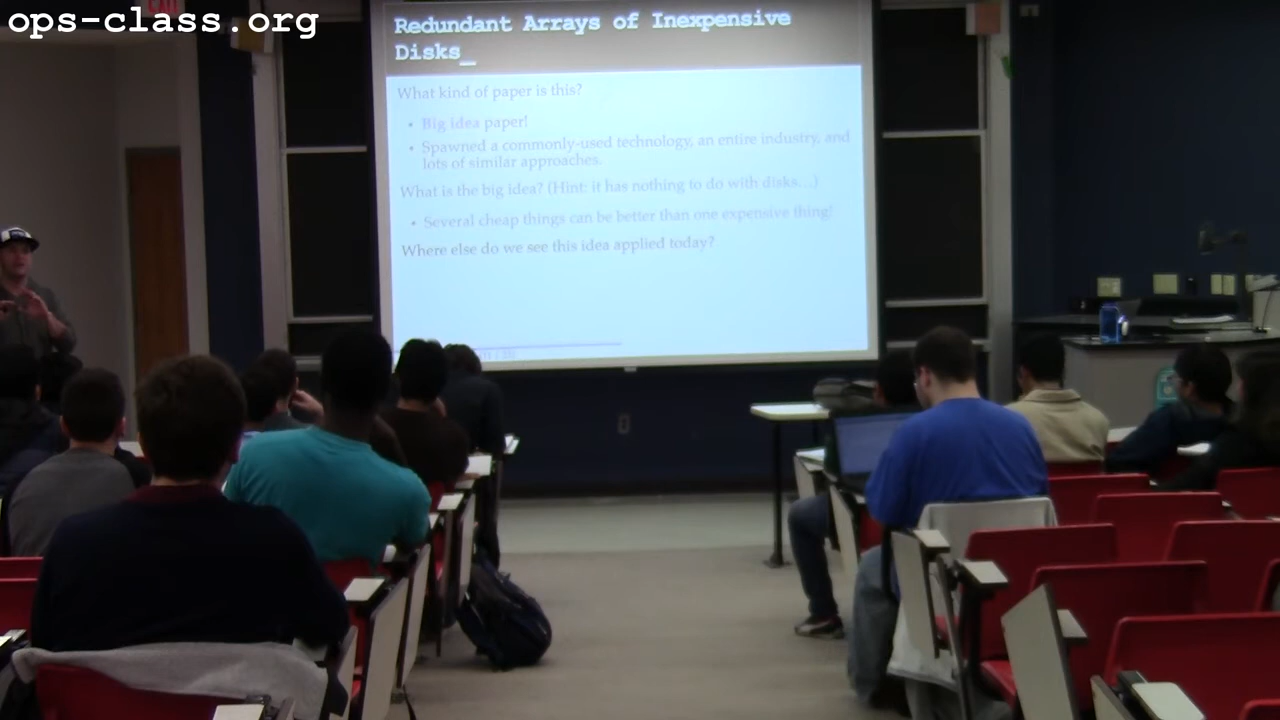 ops-class.org
EXIT
Redundant Arrays of Inexpensive
Disks_
What kind of paper is this?
• Big idea paper!
• Spawned a commonly-used technology, an entire industry, and
lots of similar approaches.
What is the big idea? (Hint: it has nothing to do with disks...)
• Several cheap things can be better than one expensive thing!
Where else do we see this idea applied today?